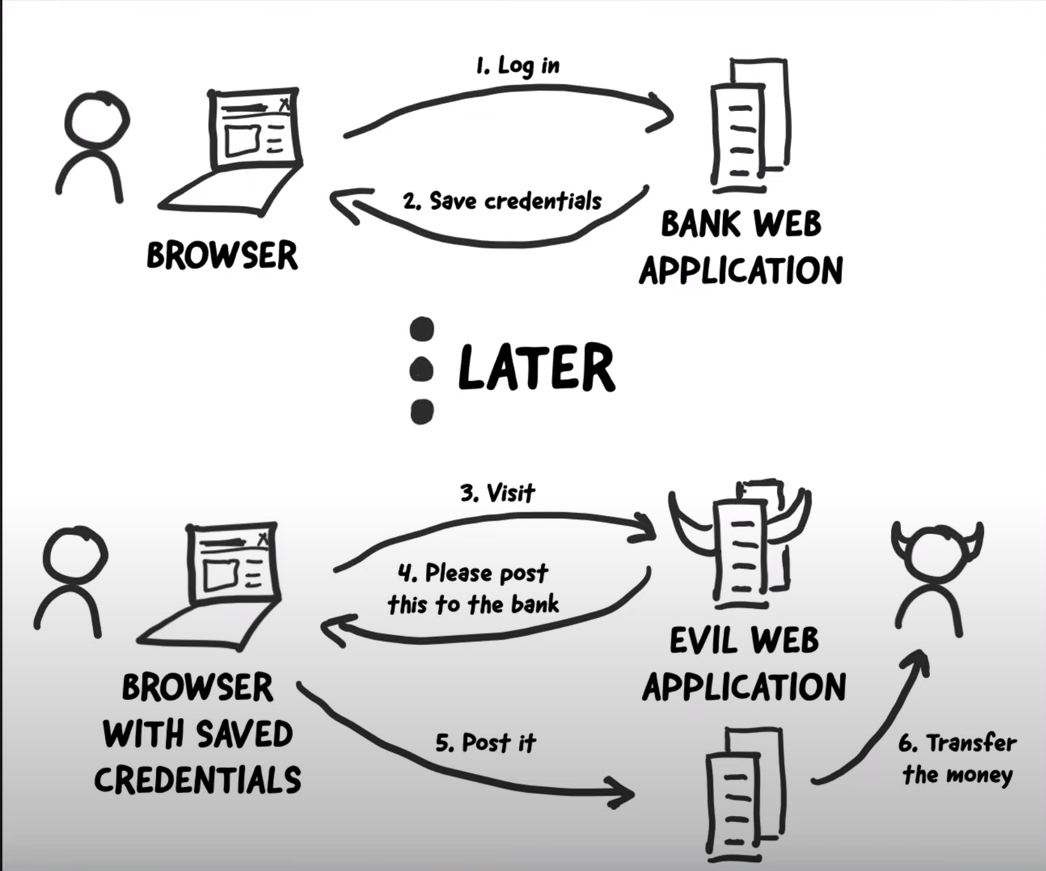 1. Log in
2. Save credentials
BROWSER
BANK WEB
APPLICATION
LATER
3. Visit
4. Please post
this to the bank
EVIL WEB
APPLICATION
BROWSER
WITH SAVED
CREDENTIALS
5. Post it
6. Transfer
the money